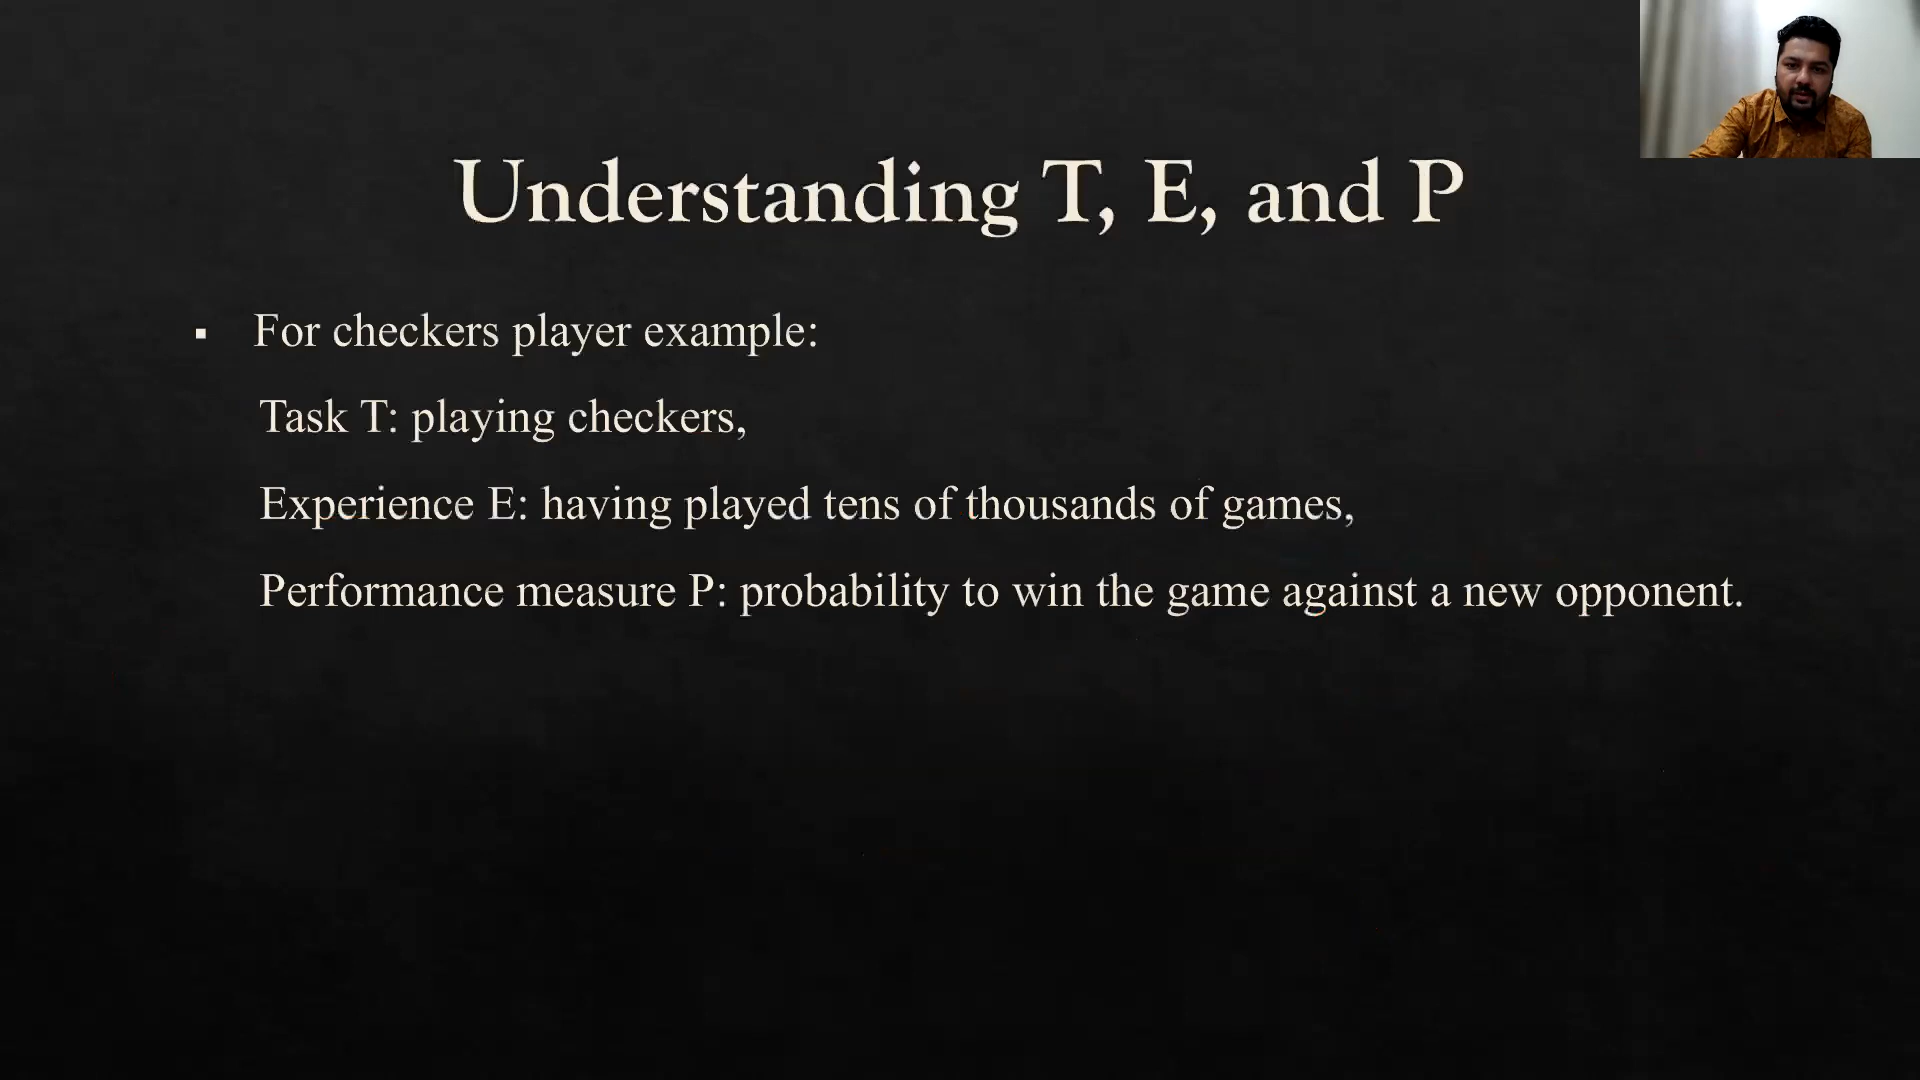 Understanding T, E, and P
▪ For checkers player example:
Task T: playing checkers,
Experience E: having played tens of thousands of games,
Performance measure P: probability to win the game against a new opponent.